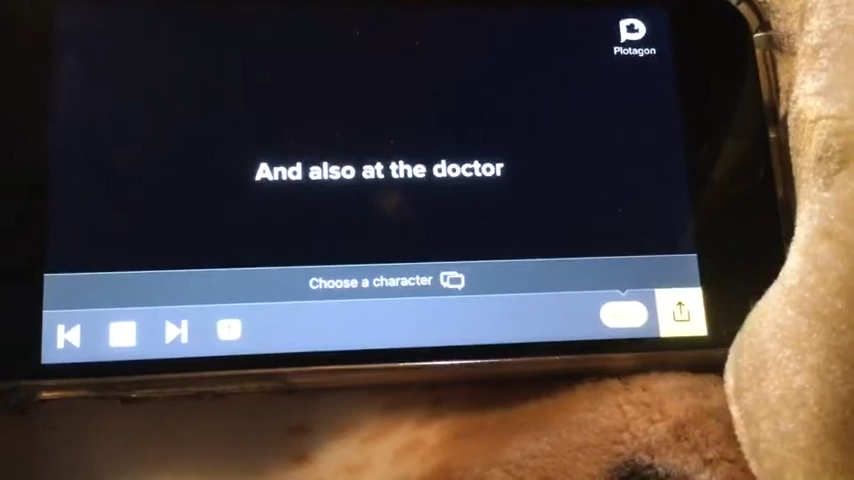 Plotagon
And also at the doctor
Choose a character